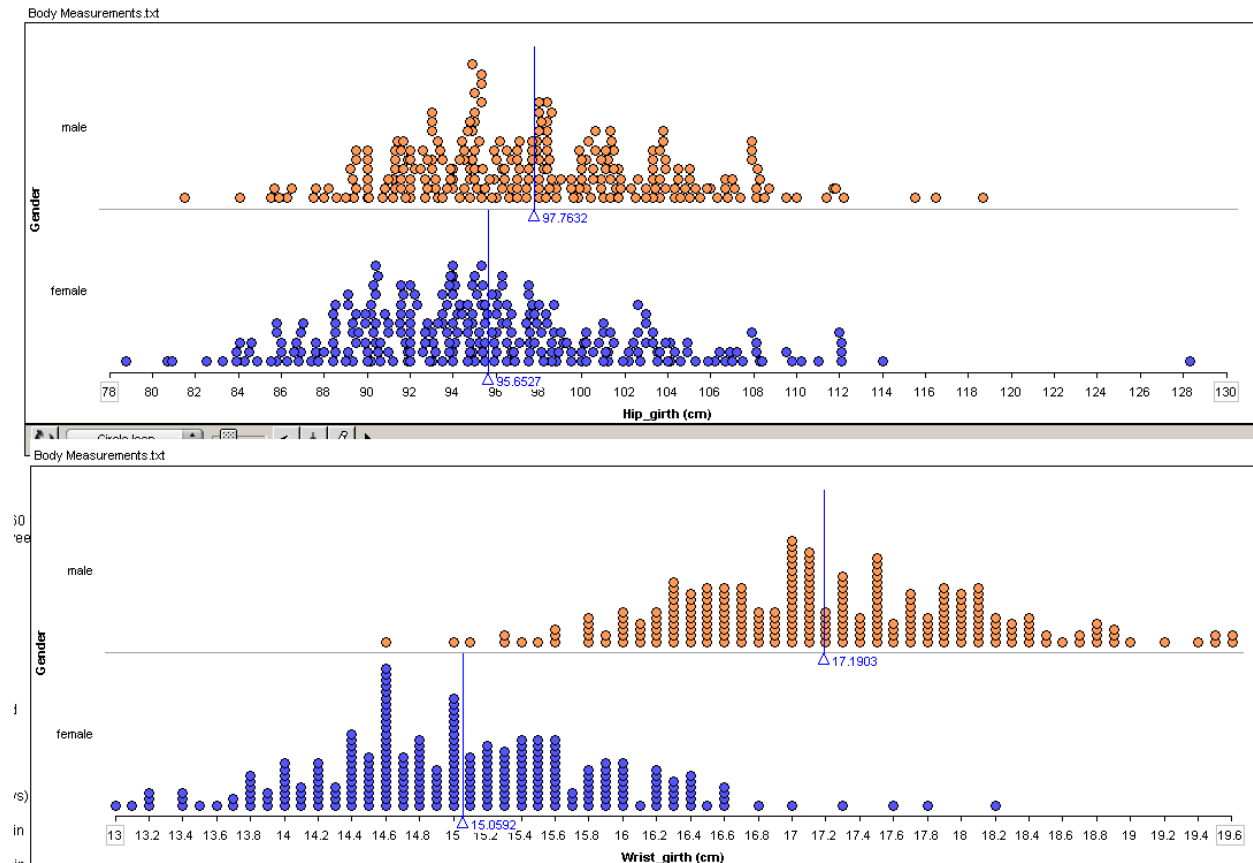 Body Measurements.txt
Gender
male
97.7632
female
95.6527
78 80 82 84 86 88 90 92 94 96 98 100 102 104 106 108 110 112 114 116 118 120 122 124 126 128 130
Hip_girth (cm)
Circle Icon
Body Measurements.txt
Gender
male
17.1903
female
15.0592
13 13.2 13.4 13.6 13.8 14 14.2 14.4 14.6 14.8 15 15.2 15.4 15.6 15.8 16 16.2 16.4 16.6 16.8 17 17.2 17.4 17.6 17.8 18 18.2 18.4 18.6 18.8 19 19.2 19.4 19.6
Wrist_girth (cm)